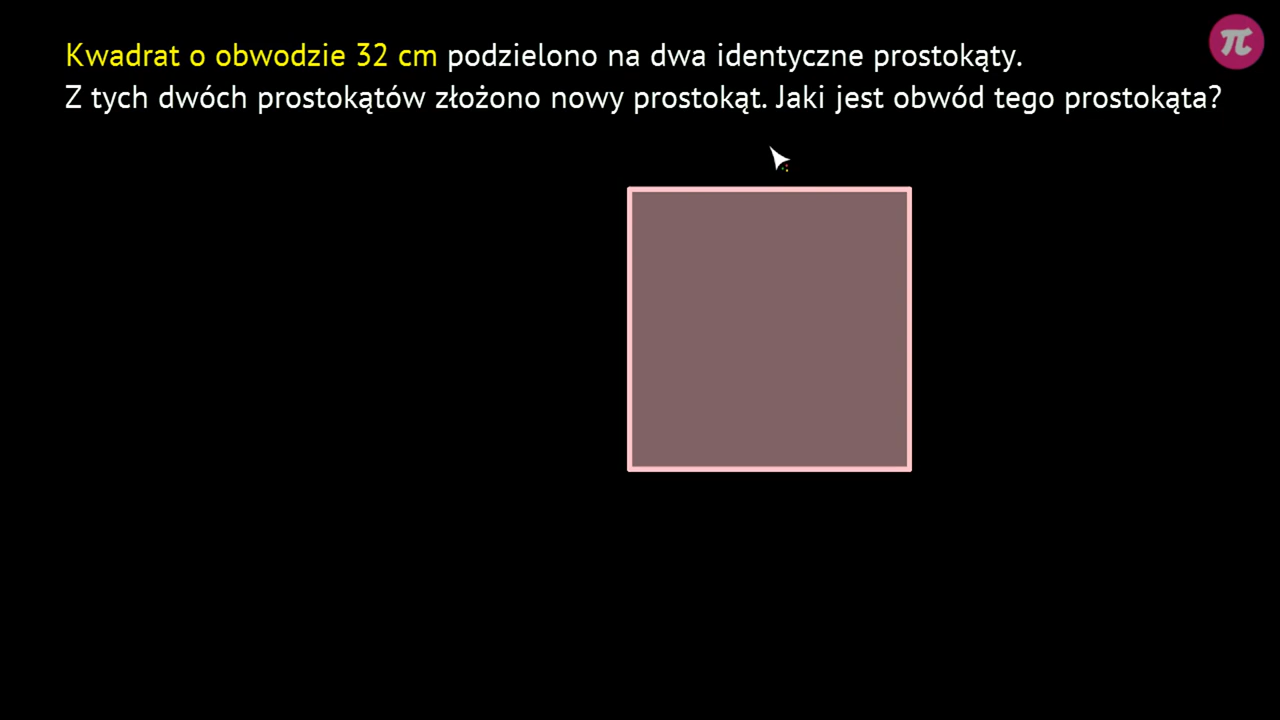 Kwadrat o obwodzie 32 cm podzielono na dwa identyczne prostokąty.
Z tych dwóch prostokątów złożono nowy prostokąt. Jaki jest obwód tego prostokąta?
π